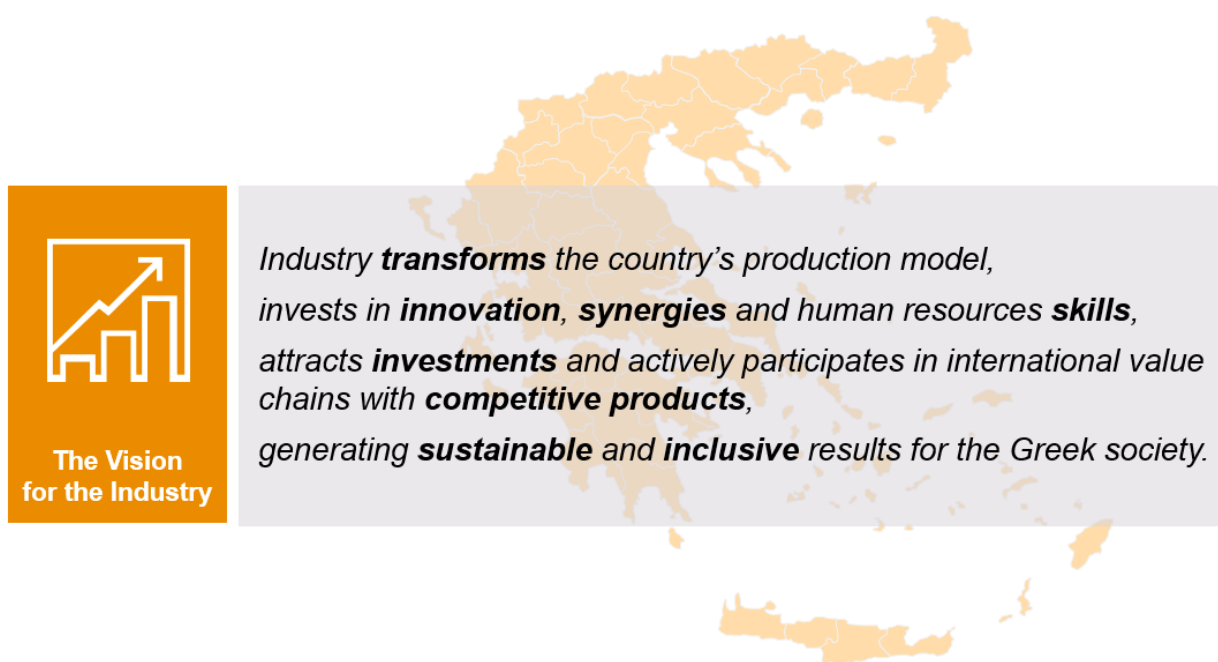 The Vision
for the Industry
Industry transforms the country’s production model,
invests in innovation, synergies and human resources skills,
attracts investments and actively participates in international value
chains with competitive products,
generating sustainable and inclusive results for the Greek society.